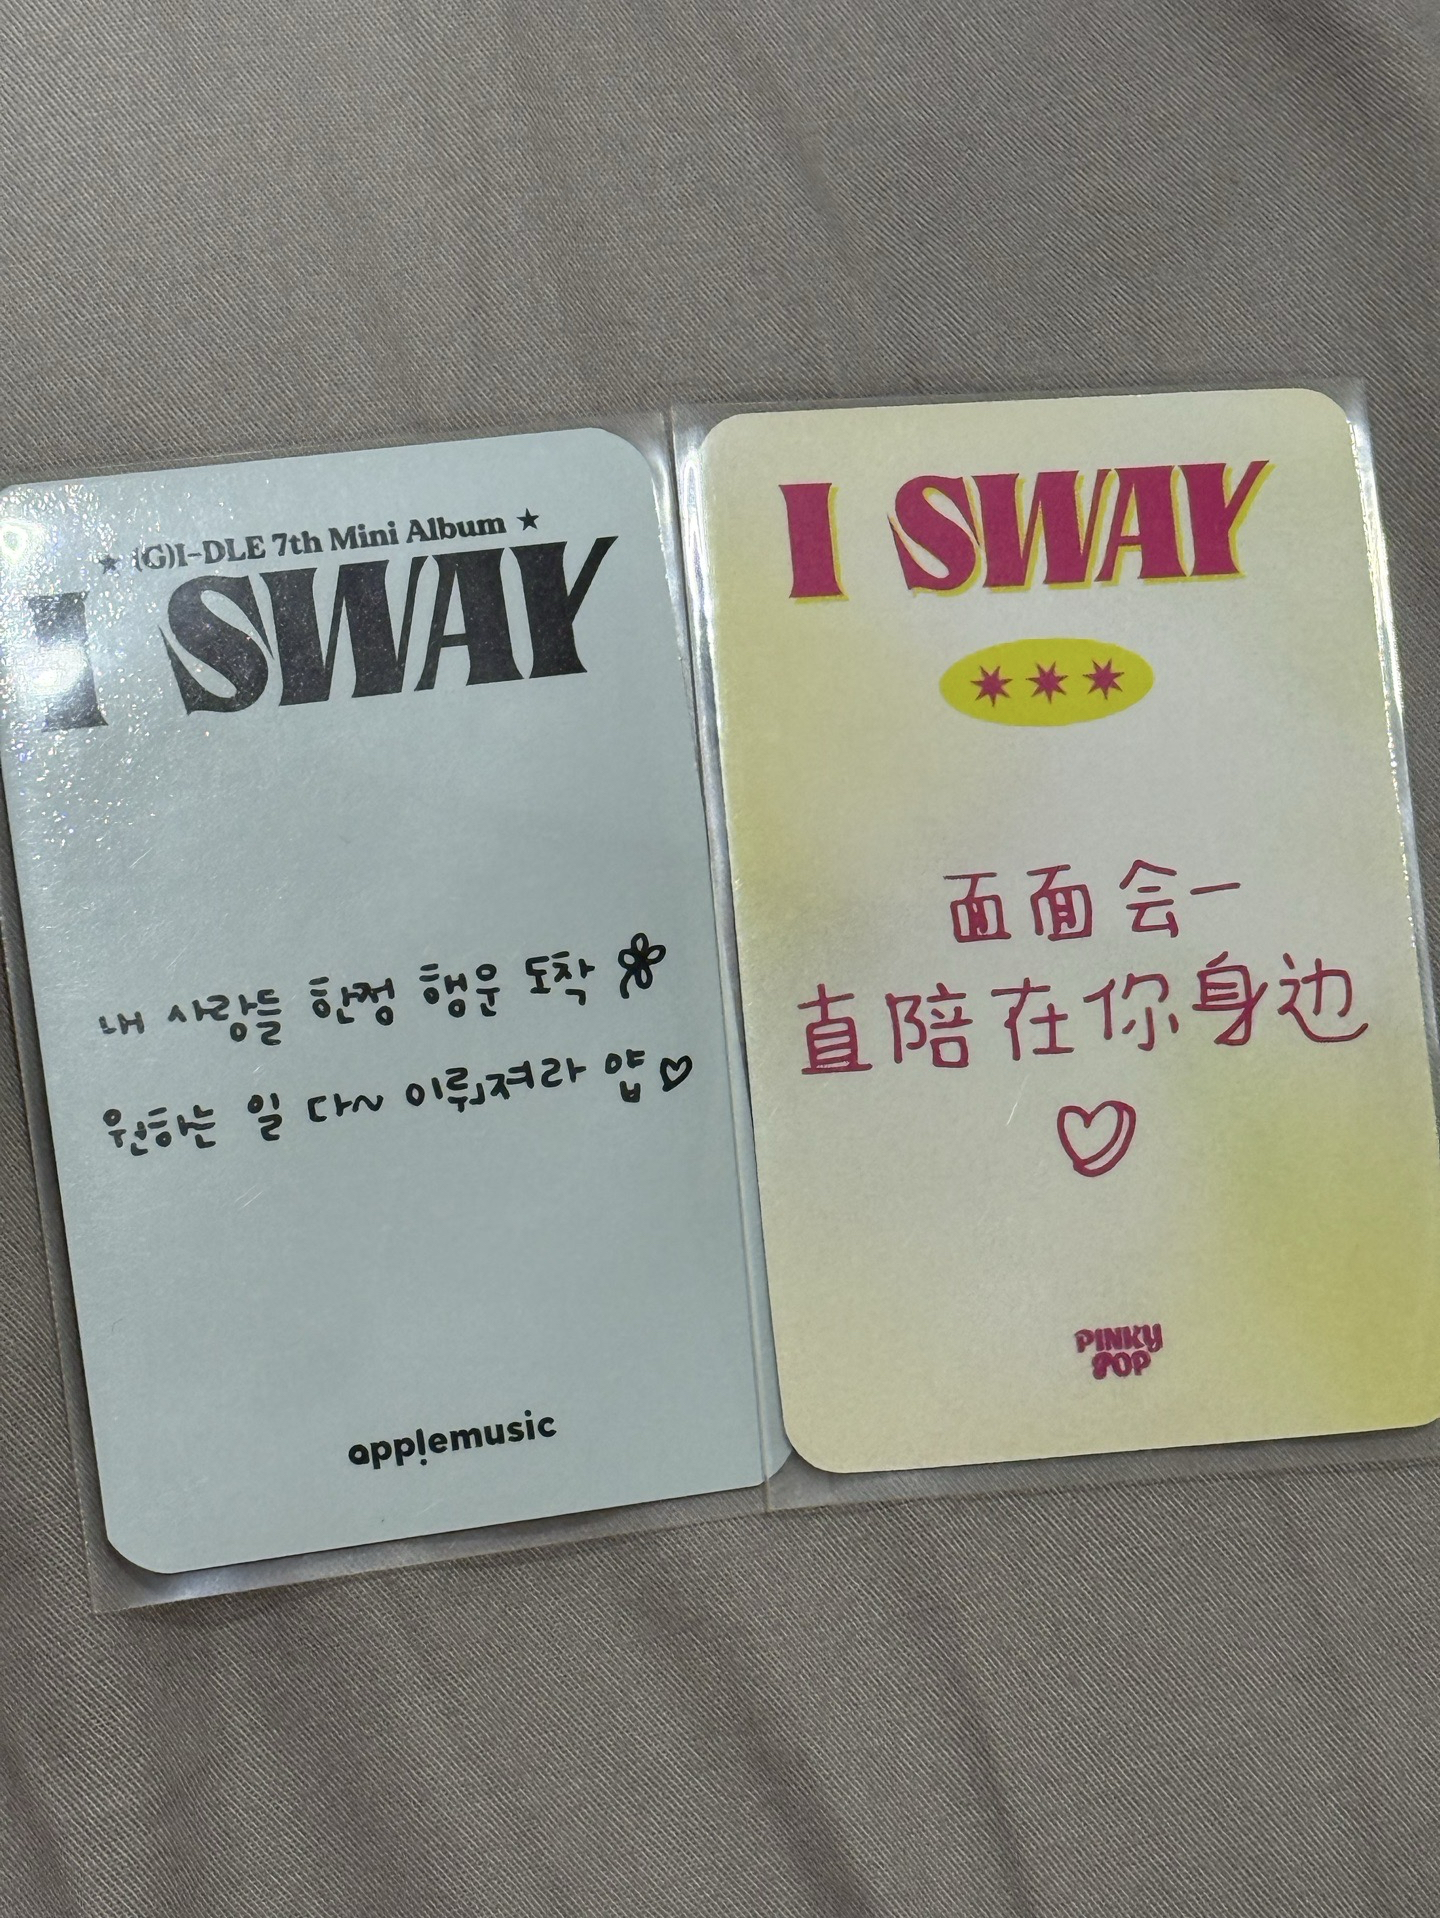 ★ (G)I-DLE 7th Mini Album ★
I SWAY
내 사랑들 한정 행운 도착
원하는 일 다~ 이뤄져라 얍♡
applemusic
I SWAY
面面会一
直陪在你身边
PINKY
POP